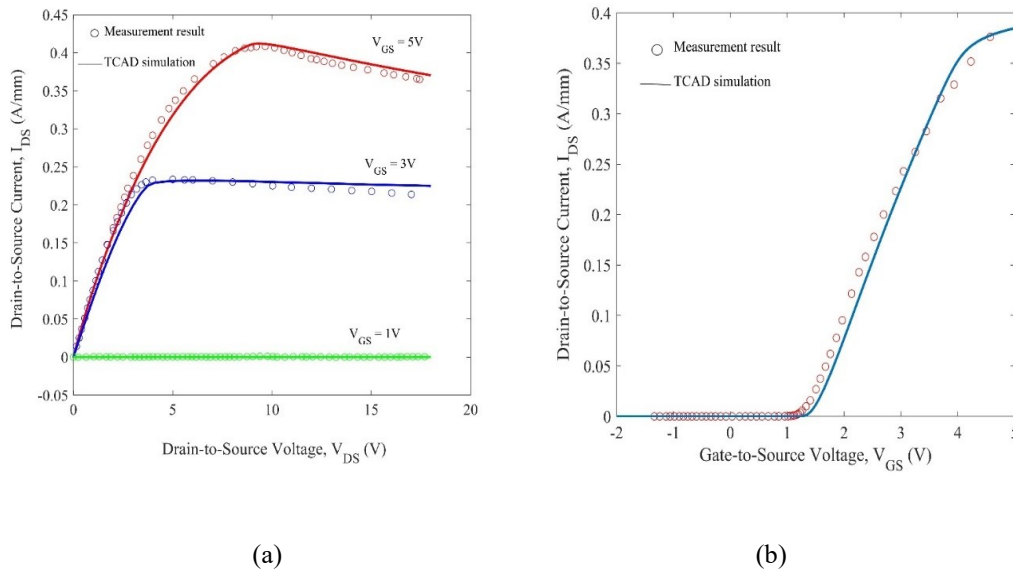 0.45
0.4
0.35
0.3
0.25
0.2
0.15
0.1
0.05
0
-0.05
0
5
10
15
20
Drain-to-Source Current, I_DS (A/mm)
Drain-to-Source Voltage, V_DS (V)
Measurement result
TCAD simulation
V_GS = 5V
V_GS = 3V
V_GS = 1V
(a)
0.4
0.35
0.3
0.25
0.2
0.15
0.1
0.05
0
-2
-1
0
1
2
3
4
5
Drain-to-Source Current, I_DS (A/mm)
Gate-to-Source Voltage, V_GS (V)
Measurement result
TCAD simulation
(b)